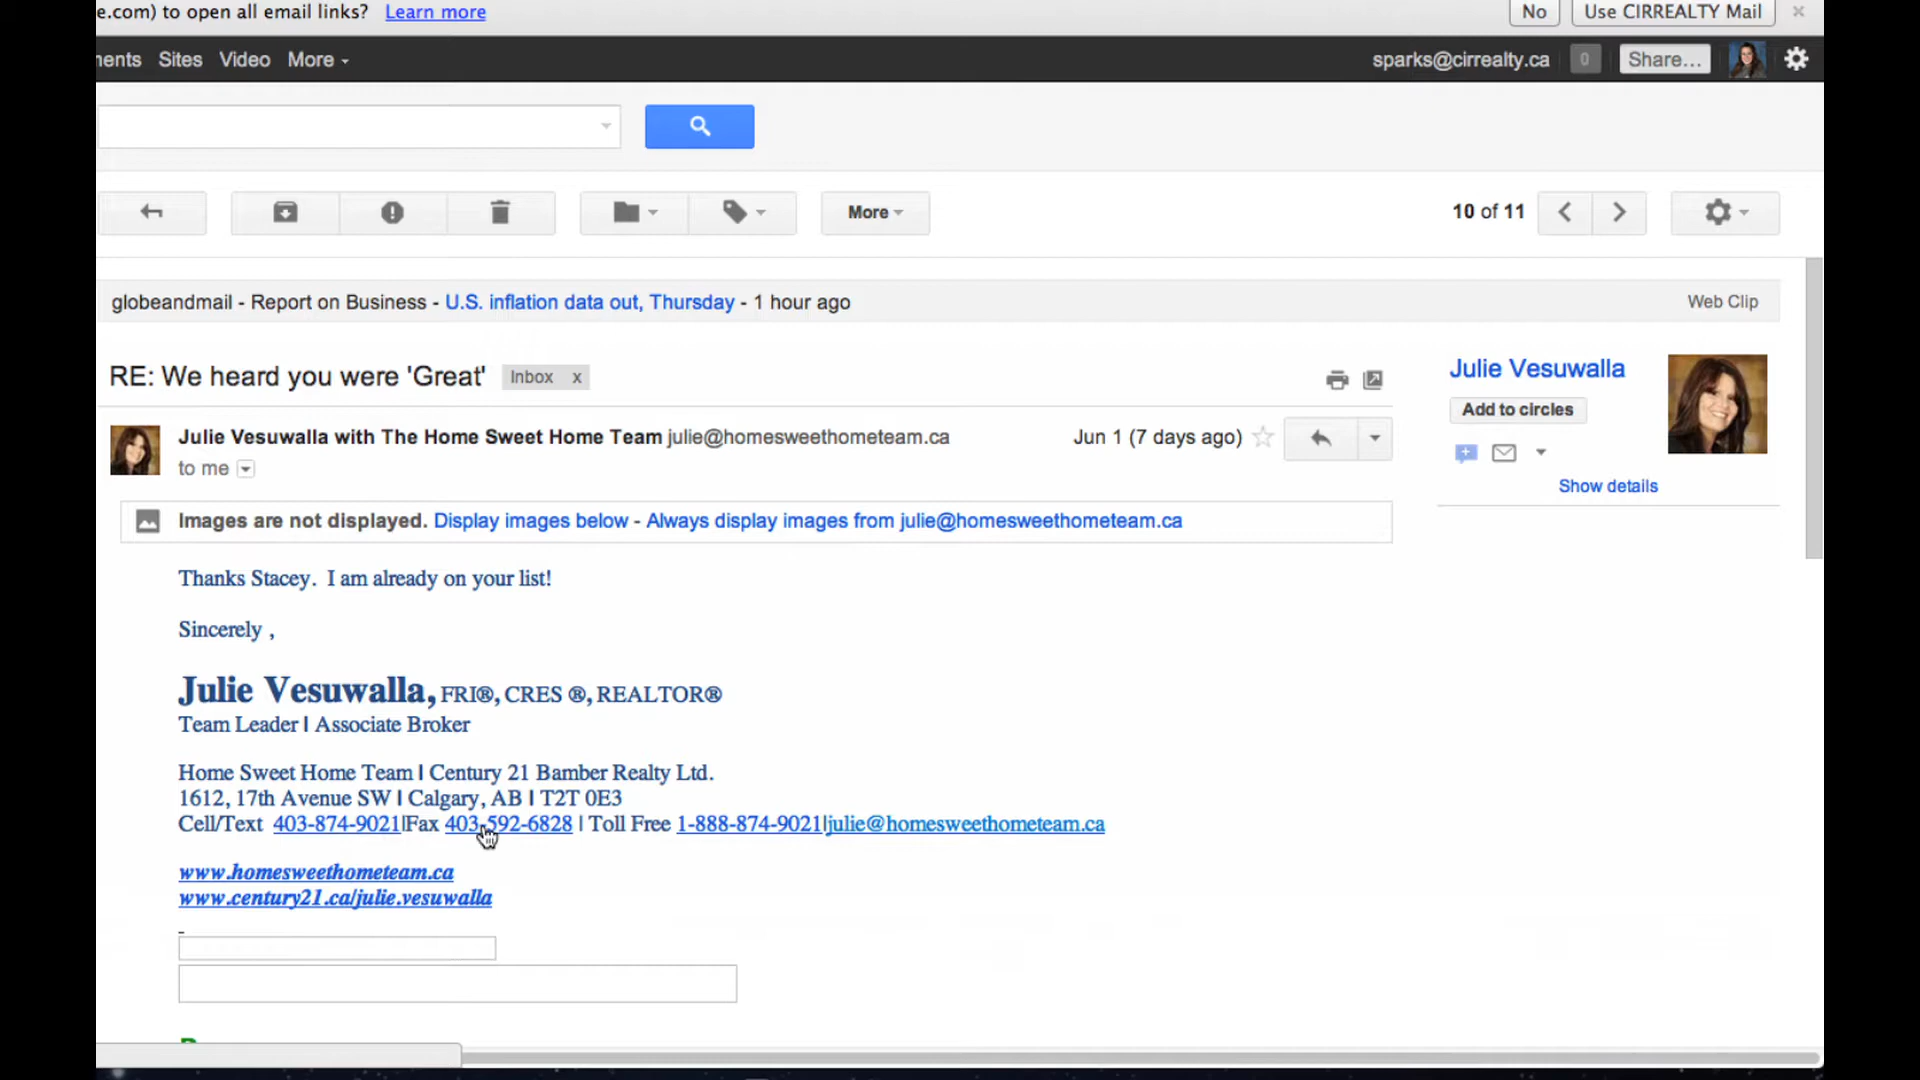 e.com) to open all email links? Learn more No Use CIRREALTY Mail ×
nents Sites Video More sparks@cirrealty.ca 0 Share...
More 10 of 11
globeandmail - Report on Business - U.S. inflation data out, Thursday - 1 hour ago Web Clip
RE: We heard you were 'Great' Inbox x
Julie Vesuwalla
Add to circles
Julie Vesuwalla with The Home Sweet Home Team julie@homesweethometeam.ca Jun 1 (7 days ago)
to me
Show details
Images are not displayed. Display images below - Always display images from julie@homesweethometeam.ca
Thanks Stacey. I am already on your list!
Sincerely ,
Julie Vesuwalla, FRI®, CRES ®, REALTOR®
Team Leader l Associate Broker
Home Sweet Home Team l Century 21 Bamber Realty Ltd.
1612, 17th Avenue SW l Calgary, AB l T2T 0E3
Cell/Text 403-874-9021|Fax 403-592-6828 | Toll Free 1-888-874-9021|julie@homesweethometeam.ca
www.homesweethometeam.ca
www.century21.ca/julie.vesuwalla